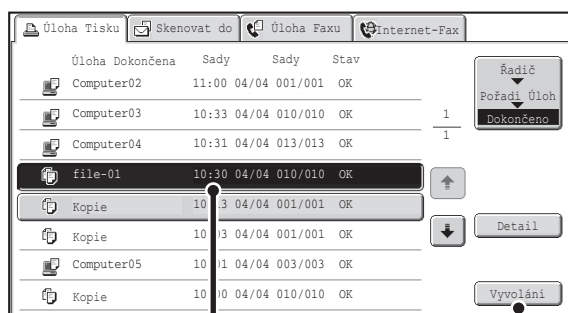 Úloha Tisku Skenovat do Úloha Faxu Internet-Fax
Úloha Dokončena Sady Sady Stav
Computer02 11:00 04/04 001/001 OK
Computer03 10:33 04/04 010/010 OK
Computer04 10:31 04/04 013/013 OK
file-01 10:30 04/04 010/010 OK
Kopie 04/04 001/001 OK
Kopie 04/04 001/001 OK
Computer05 04/04 003/003 OK
Kopie 04/04 010/010 OK
1
1
Řadič
Pořadí Úloh
Dokončeno
Detail
Vyvolání